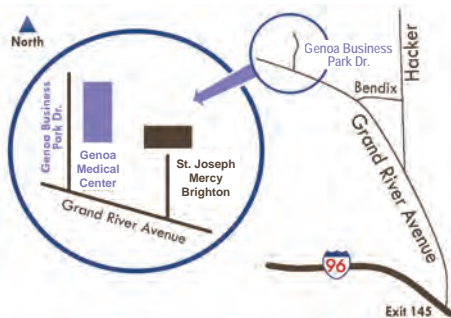 North
Genoa Business
Park Dr.
Hacker
Bendix
Genoa Business
Park Dr.
Genoa
Medical
Center
St. Joseph
Mercy
Brighton
Grand River Avenue
Grand River Avenue
96
Exit 145